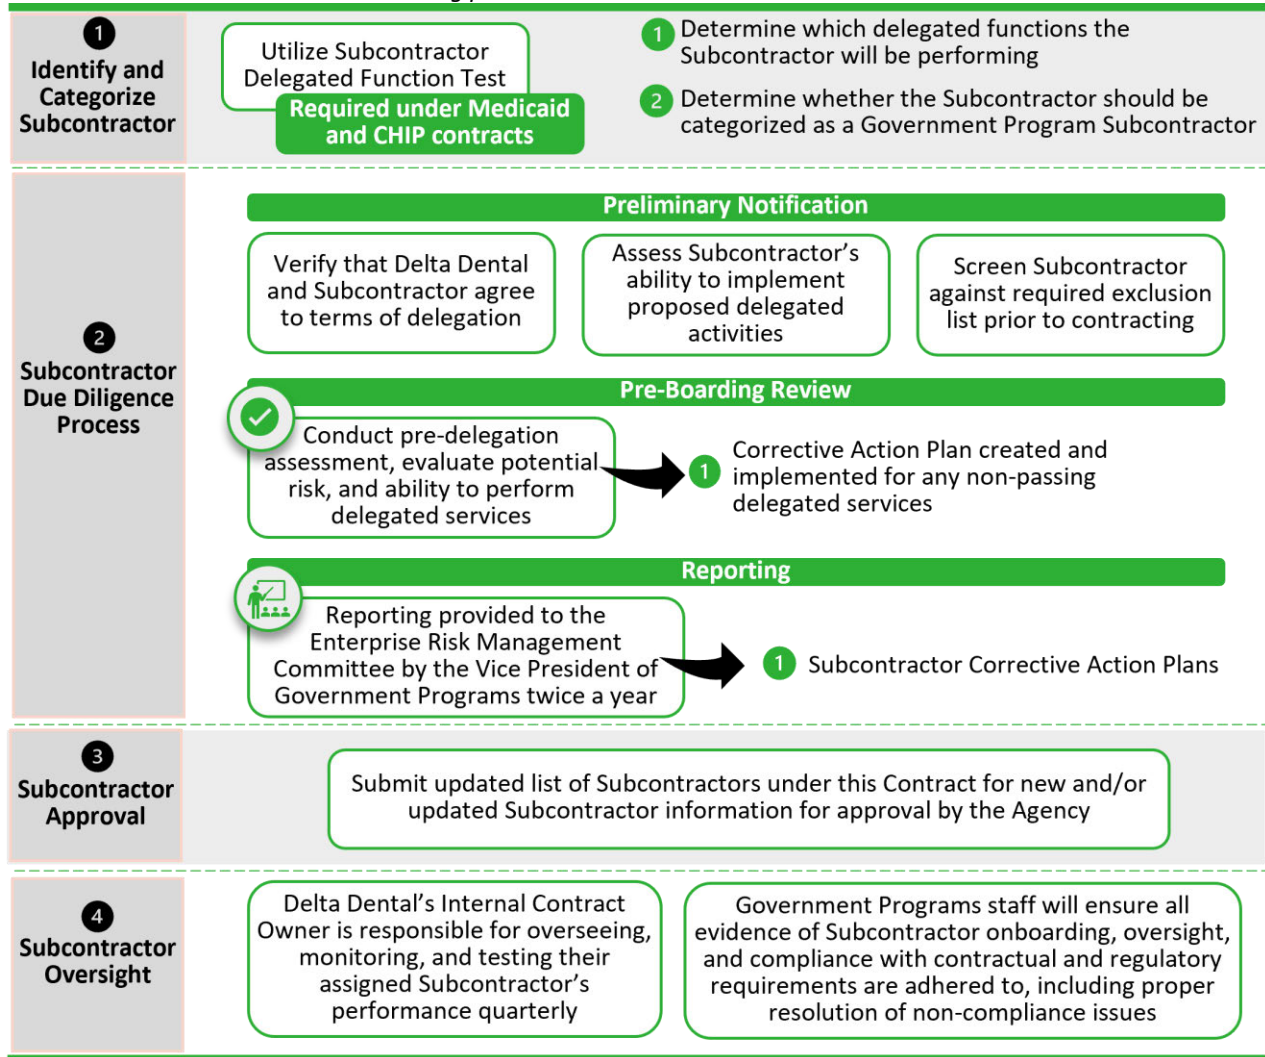 1
Identify and
Categorize
Subcontractor
Utilize Subcontractor
Delegated Function Test
Required under Medicaid
and CHIP contracts
1 Determine which delegated functions the
Subcontractor will be performing
2 Determine whether the Subcontractor should be
categorized as a Government Program Subcontractor
2
Subcontractor
Due Diligence
Process
Preliminary Notification
Verify that Delta Dental
and Subcontractor agree
to terms of delegation
Assess Subcontractor's
ability to implement
proposed delegated
activities
Screen Subcontractor
against required exclusion
list prior to contracting
Pre-Boarding Review
Conduct pre-delegation
assessment, evaluate potential
risk, and ability to perform
delegated services
1 Corrective Action Plan created and
implemented for any non-passing
delegated services
Reporting
Reporting provided to the
Enterprise Risk Management
Committee by the Vice President of
Government Programs twice a year
1 Subcontractor Corrective Action Plans
3
Subcontractor
Approval
Submit updated list of Subcontractors under this Contract for new and/or
updated Subcontractor information for approval by the Agency
4
Subcontractor
Oversight
Delta Dental's Internal Contract
Owner is responsible for overseeing,
monitoring, and testing their
assigned Subcontractor's
performance quarterly
Government Programs staff will ensure all
evidence of Subcontractor onboarding, oversight,
and compliance with contractual and regulatory
requirements are adhered to, including proper
resolution of non-compliance issues